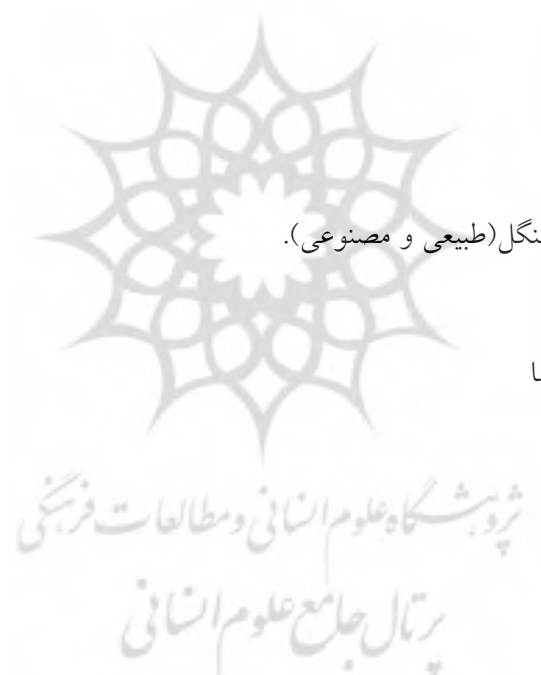 نگل(طبیعی و مصنوعی).
ا
پژوهشگاه علوم انسانی و مطالعات فرهنگی
پرتال جامع علوم انسانی